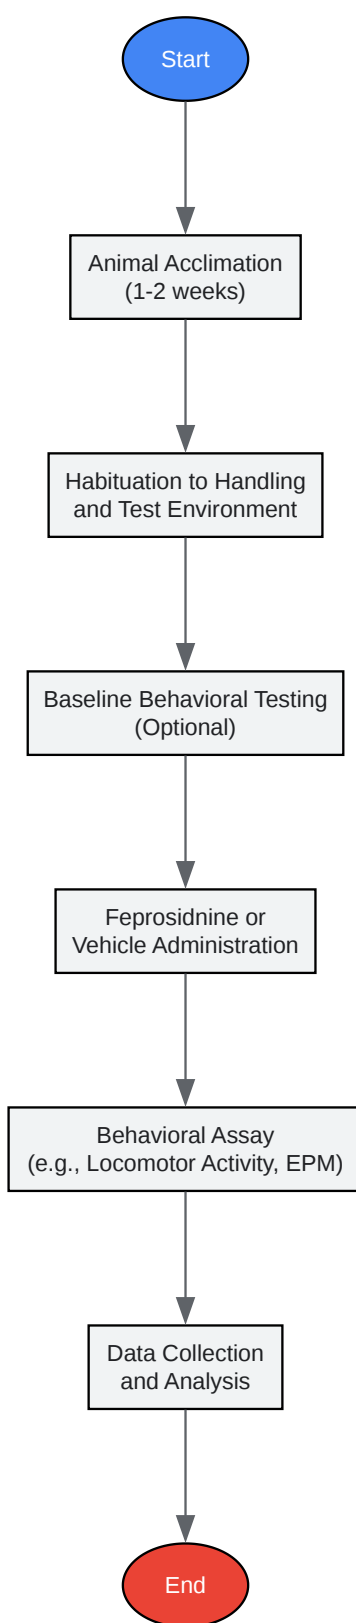 Start
Animal Acclimation
(1-2 weeks)
Habituation to Handling
and Test Environment
Baseline Behavioral Testing
(Optional)
Feprosidnine or
Vehicle Administration
Behavioral Assay
(e.g., Locomotor Activity, EPM)
Data Collection
and Analysis
End